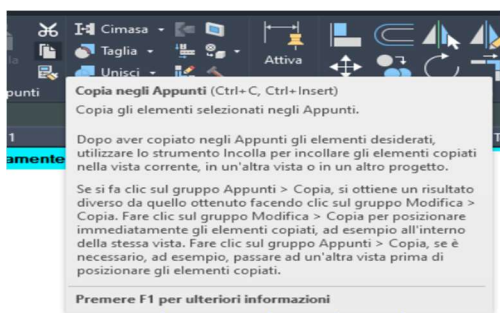 Cimasa
Taglia
Unisci
Attiva
punti
Copia negli Appunti (Ctrl+C, Ctrl+Insert)
Copia gli elementi selezionati negli Appunti.
1
amente
Dopo aver copiato negli Appunti gli elementi desiderati,
utilizzare lo strumento Incolla per incollare gli elementi copiati
nella vista corrente, in un'altra vista o in un altro progetto.
Se si fa clic sul gruppo Appunti > Copia, si ottiene un risultato
diverso da quello ottenuto facendo clic sul gruppo Modifica >
Copia. Fare clic sul gruppo Modifica > Copia per posizionare
immediatamente gli elementi copiati, ad esempio all'interno
della stessa vista. Fare clic sul gruppo Appunti > Copia, se è
necessario, ad esempio, passare ad un'altra vista prima di
posizionare gli elementi copiati.
Premere F1 per ulteriori informazioni